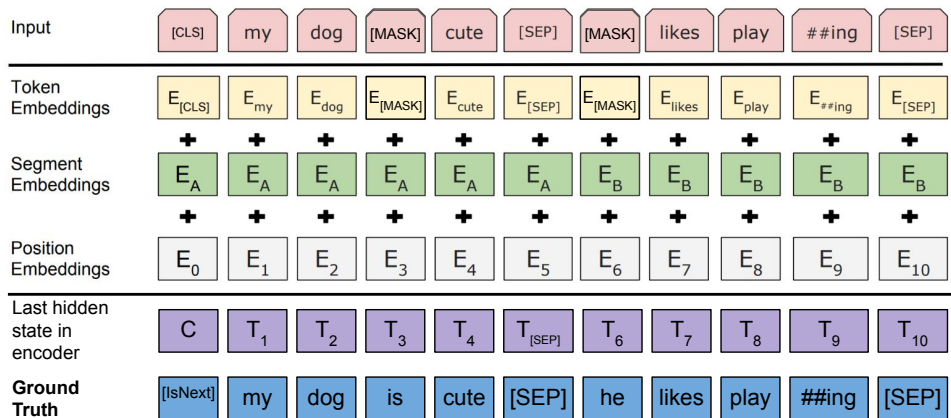 Input [CLS] my dog [MASK] cute [SEP] [MASK] likes play ##ing [SEP]
Token Embeddings E[CLS] Emy Edog E[MASK] Ecute E[SEP] E[MASK] Elikes Eplay E##ing E[SEP]
+ + + + + + + + + + +
Segment Embeddings EA EA EA EA EA EA EB EB EB EB EB
+ + + + + + + + + + +
Position Embeddings E0 E1 E2 E3 E4 E5 E6 E7 E8 E9 E10
Last hidden state in encoder C T1 T2 T3 T4 T[SEP] T6 T7 T8 T9 T10
Ground Truth [IsNext] my dog is cute [SEP] he likes play ##ing [SEP]